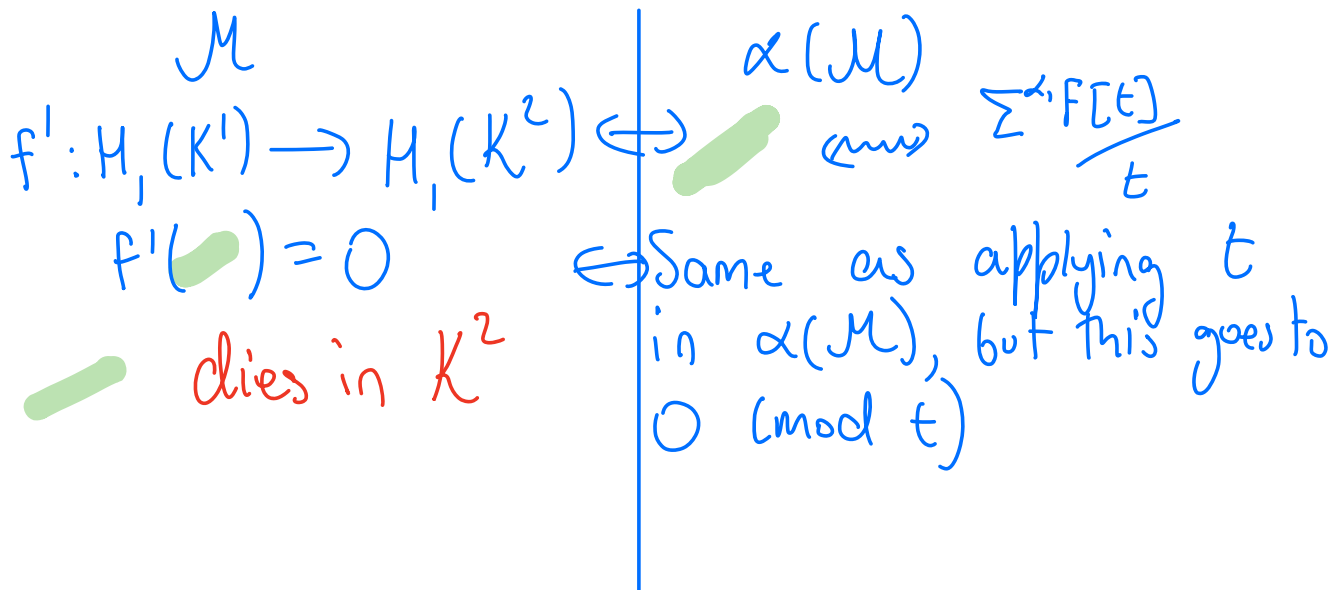 M
f¹ : H₁(K¹) → H₁(K²)
f¹( ) = 0
dies in K²
α(M)
⟷ ⟷ Σ^α₁ F[t] / t
⟷ Same as applying t
in α(M), but this goes to
0 (mod t)